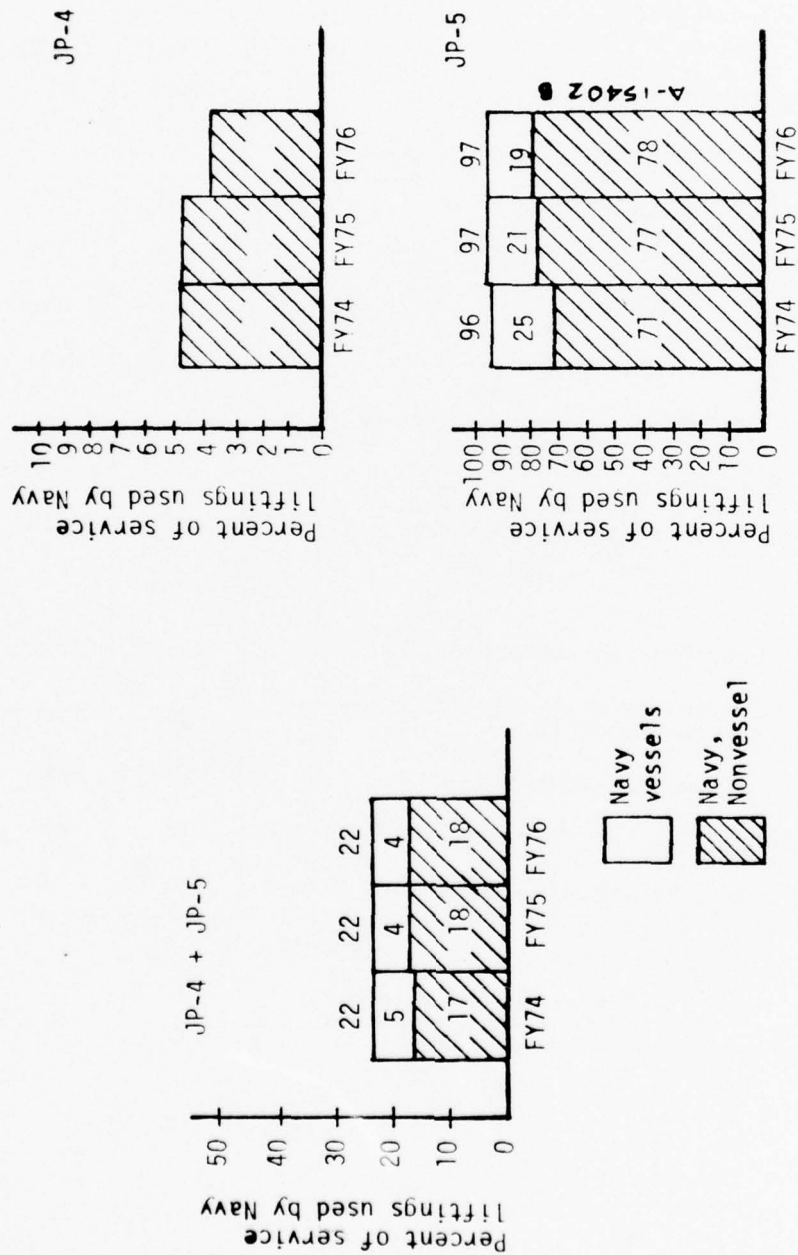 JP-4 + JP-5
Percent of service
liftings used by Navy
50
40
30
20
10
0
22
22
22
5
4
4
17
18
18
FY74
FY75
FY76
Navy
vessels
Navy,
Nonvessel
JP-4
Percent of service
liftings used by Navy
10
9
8
7
6
5
4
3
2
1
0
FY74
FY75
FY76
JP-5
Percent of service
liftings used by Navy
100
90
80
70
60
50
40
30
20
10
0
96
97
97
25
21
19
71
77
78
FY74
FY75
FY76
A-15402 B